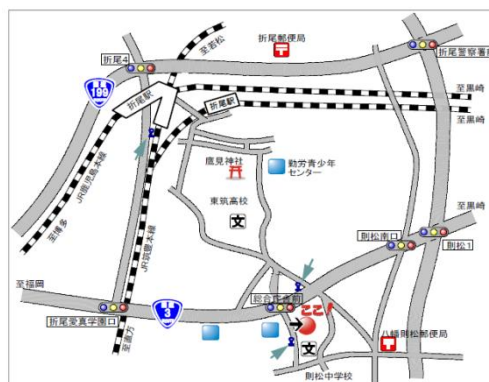 至若松
折尾郵便局
折尾4
折尾警察署前
199
折尾駅
折尾駅
至黒崎
至黒崎
JR鹿児島本線
至博多
鷹見神社
勤労青少年
センター
東筑高校
文
JR筑豊本線
至黒崎
則松南口
則松1
至福岡
総合庁舎前
ここ!
折尾愛真学園口
3
八幡則松郵便局
文
至直方
則松中学校